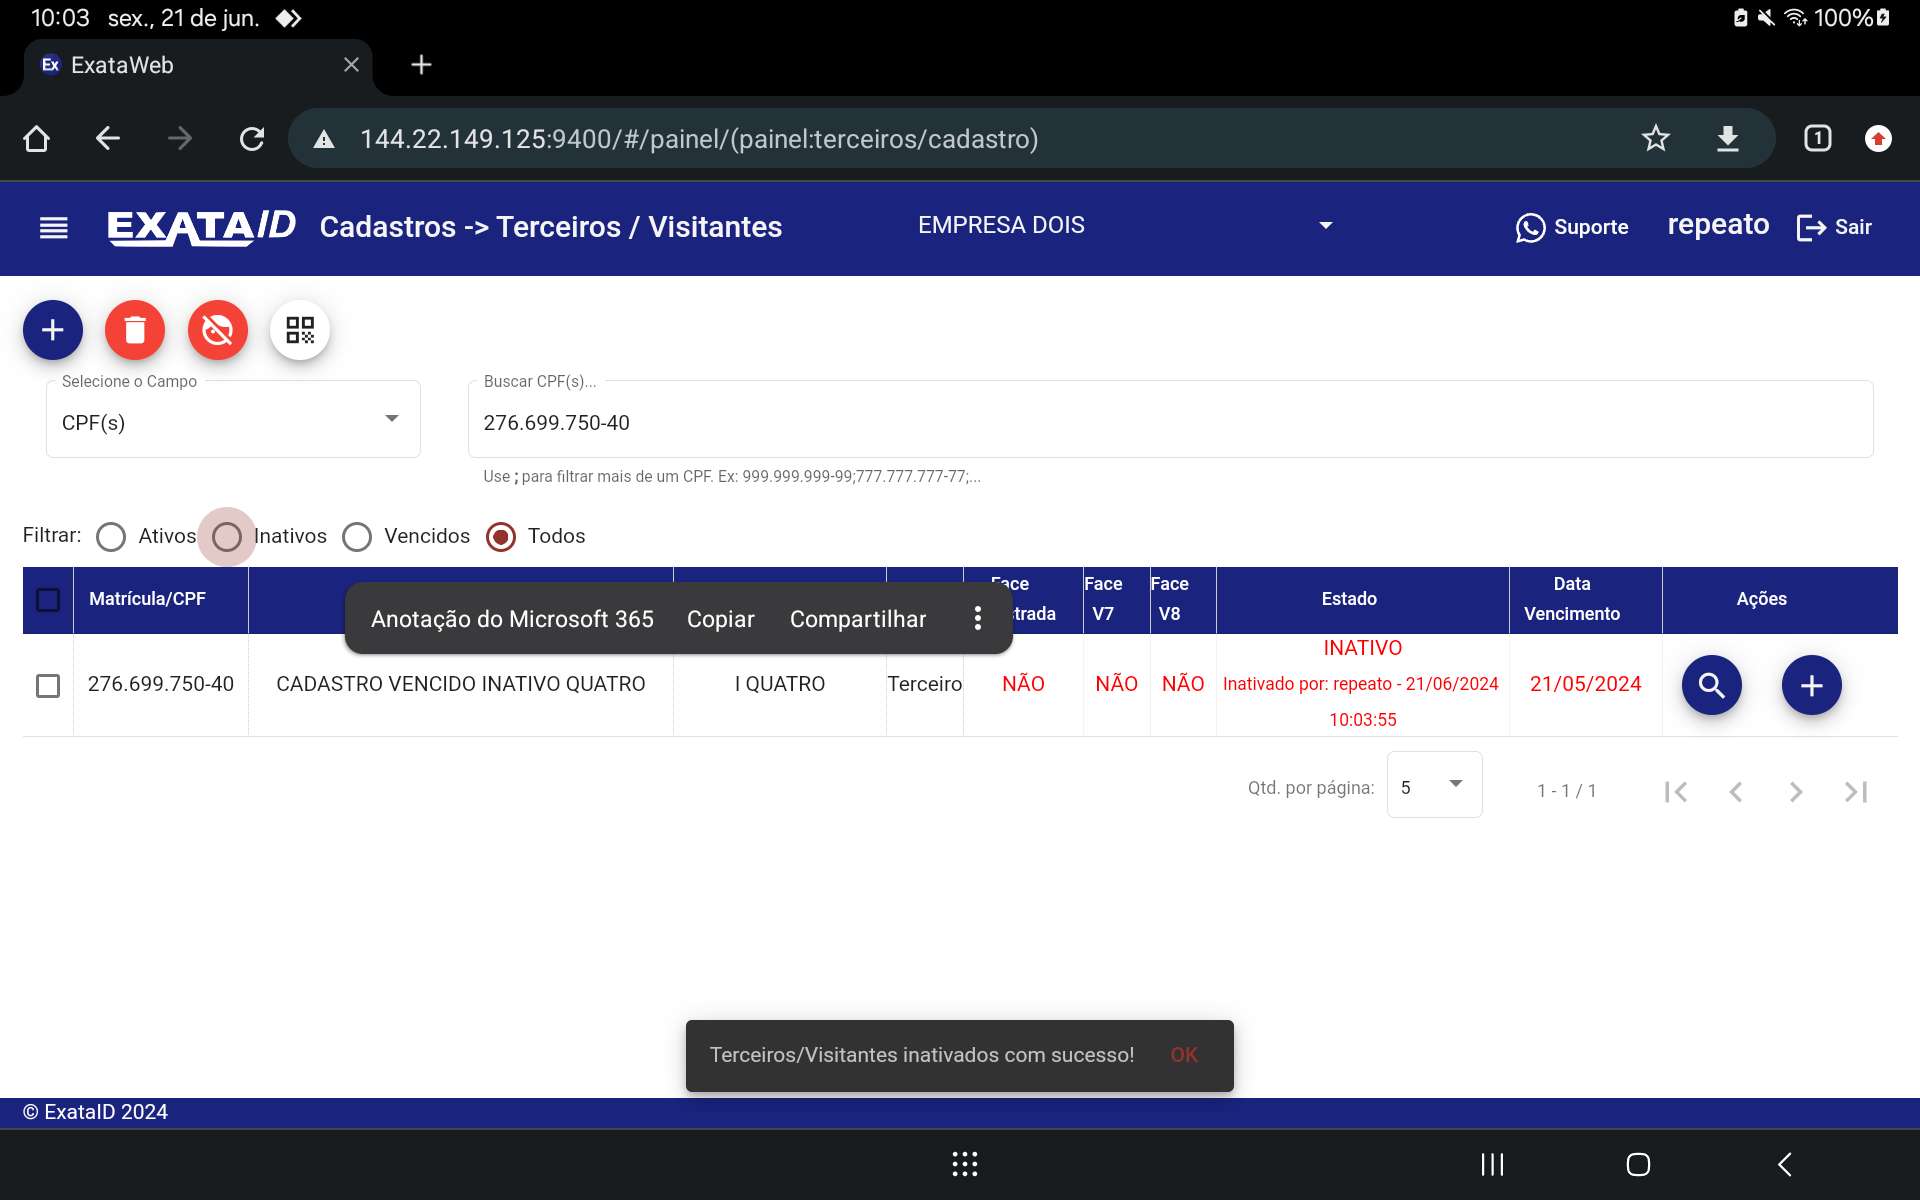 10:03 sex., 21 de jun. 100%
Ex ExataWeb
144.22.149.125:9400/#/painel/(painel:terceiros/cadastro) 1
EXATAID Cadastros -> Terceiros / Visitantes EMPRESA DOIS Suporte repeato Sair
Selecione o Campo Buscar CPF(s)...
CPF(s) 276.699.750-40
Use ; para filtrar mais de um CPF. Ex: 999.999.999-99;777.777.777-77;...
Filtrar: Ativos Inativos Vencidos Todos
Matrícula/CPF Face Face Face Estado Data Ações
V7 V8 Vencimento
Anotação do Microsoft 365 Copiar Compartilhar
INATIVO
276.699.750-40 CADASTRO VENCIDO INATIVO QUATRO I QUATRO Terceiro NÃO NÃO NÃO Inativado por: repeato - 21/06/2024 21/05/2024
10:03:55
Qtd. por página: 5 1 - 1 / 1
Terceiros/Visitantes inativados com sucesso! OK
© ExataID 2024